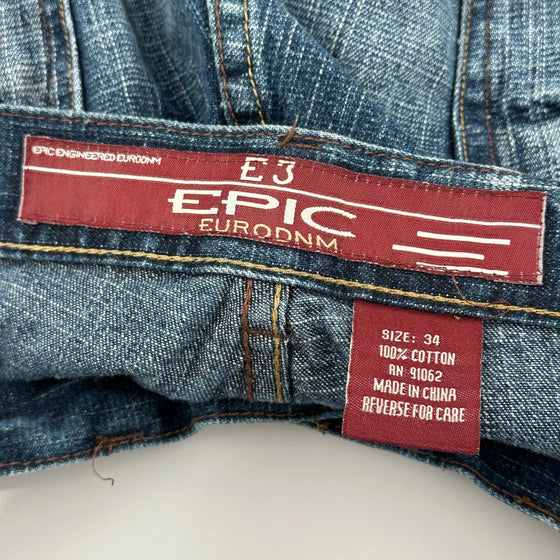 EPIC ENGINEERED EURODNM
E3
EPIC
EURODNM
SIZE: 34
100% COTTON
RN 91062
MADE IN CHINA
REVERSE FOR CARE